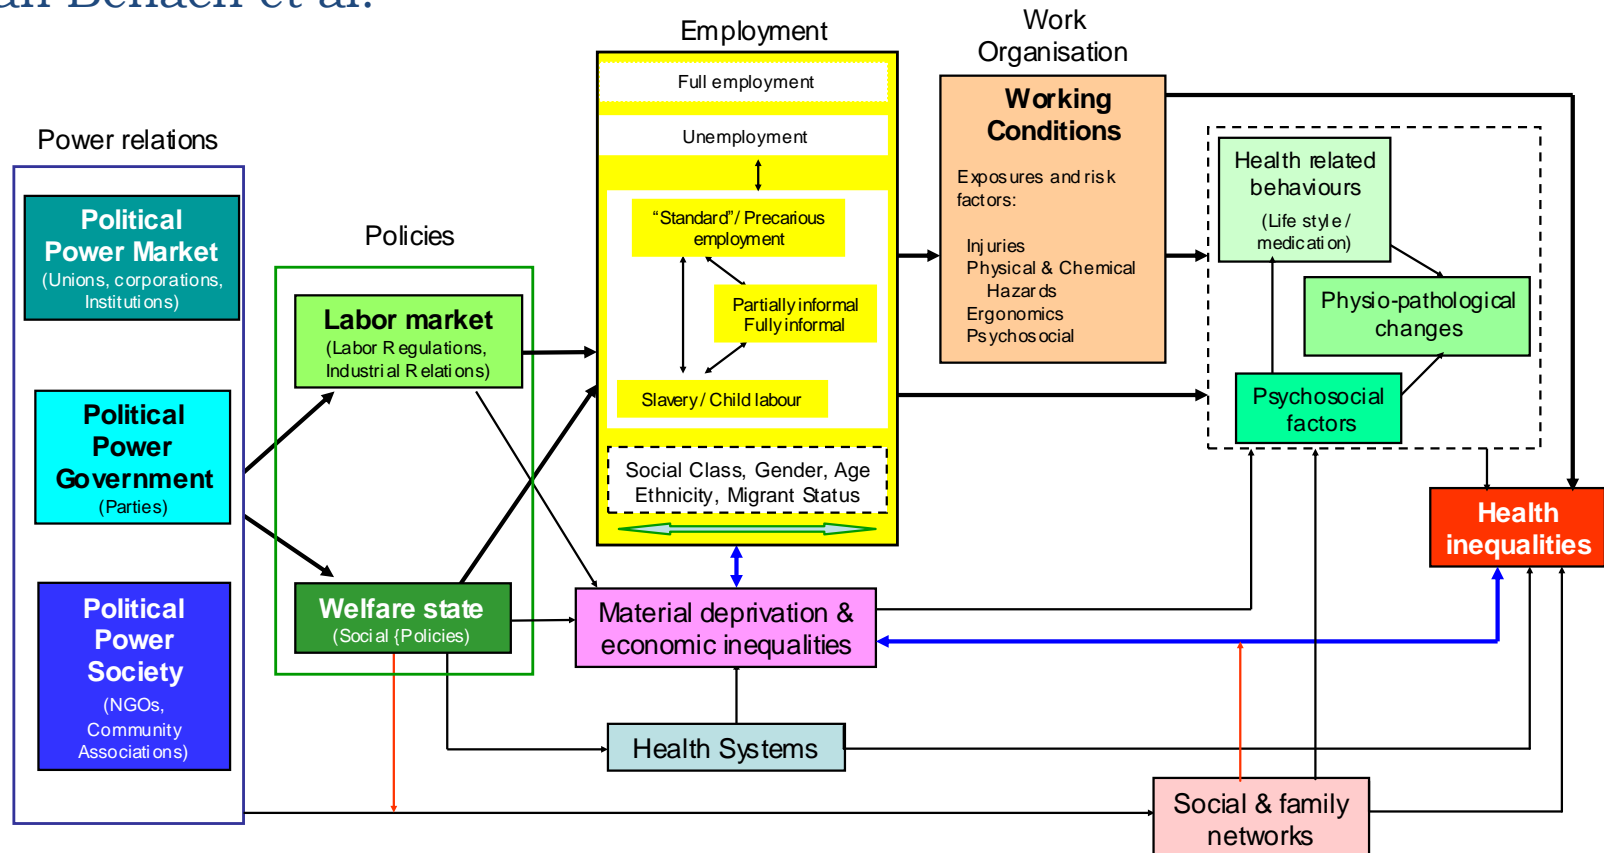 an Benach et al.
Power relations
Political
Power Market
(Unions, corporations,
Institutions)
Political
Power
Government
(Parties)
Political
Power
Society
(NGOs,
Community
Associations)
Policies
Labor market
(Labor Regulations,
Industrial Relations)
Welfare state
(Social {Policies)
Employment
Full employment
Unemployment
“Standard”/ Precarious
employment
Partially informal
Fully informal
Slavery / Child labour
Social Class, Gender, Age
Ethnicity, Migrant Status
Material deprivation &
economic inequalities
Health Systems
Work
Organisation
Working
Conditions
Exposures and risk
factors:
Injuries
Physical & Chemical
Hazards
Ergonomics
Psychosocial
Health related
behaviours
(Life style /
medication)
Physio-pathological
changes
Psychosocial
factors
Health
inequalities
Social & family
networks